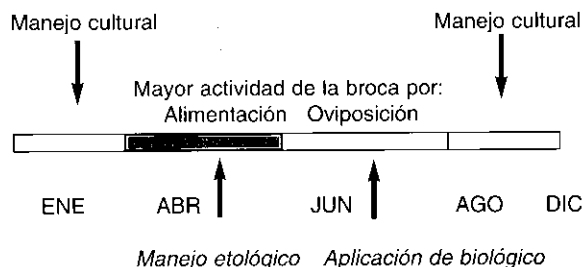 Manejo cultural
Manejo cultural
Mayor actividad de la broca por:
Alimentación Oviposición
ENE ABR JUN AGO DIC
Manejo etológico Aplicación de biológico